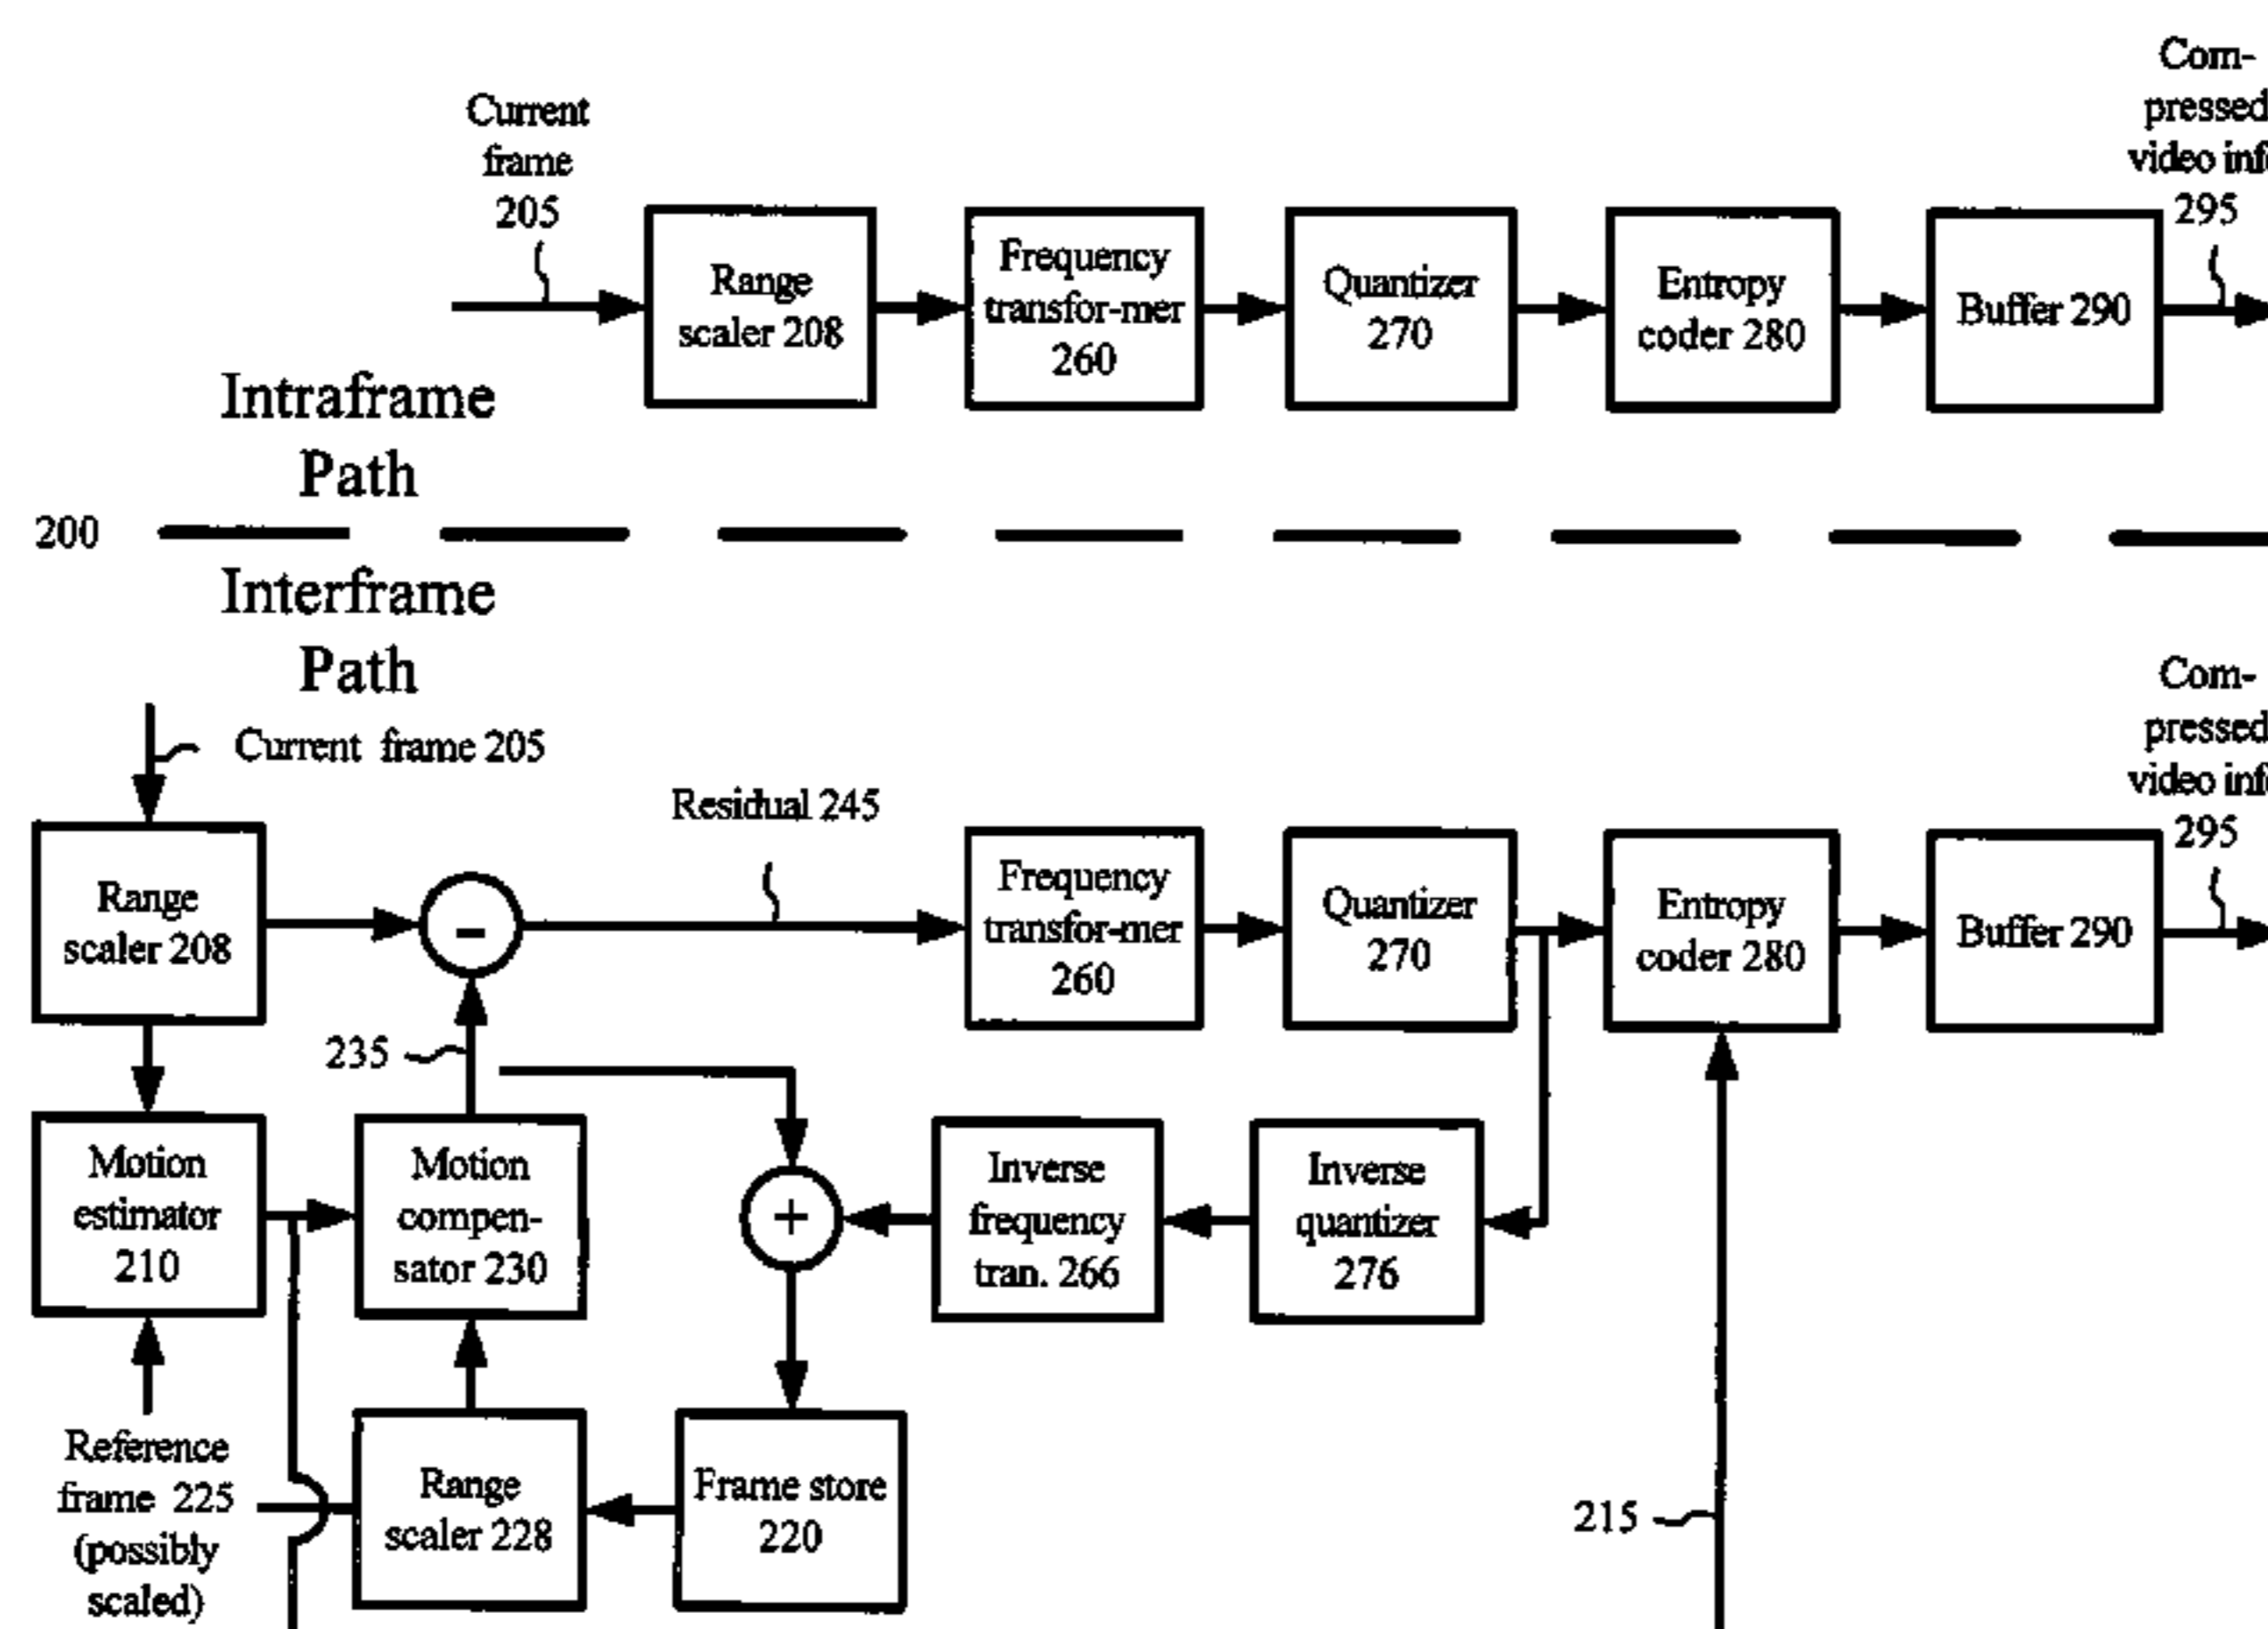 Current
frame
205
Com-
pressed
video inf
295
Range
scaler 208
Frequency
transfor-mer
260
Quantizer
270
Entropy
coder 280
Buffer 290
Intraframe
Path
200
Interframe
Path
Current frame 205
Residual 245
Com-
pressed
video inf
295
Range
scaler 208
-
Frequency
transfor-mer
260
Quantizer
270
Entropy
coder 280
Buffer 290
235
Motion
estimator
210
Motion
compen-
sator 230
+
Inverse
frequency
tran. 266
Inverse
quantizer
276
Reference
frame 225
(possibly
scaled)
Range
scaler 228
Frame store
220
215